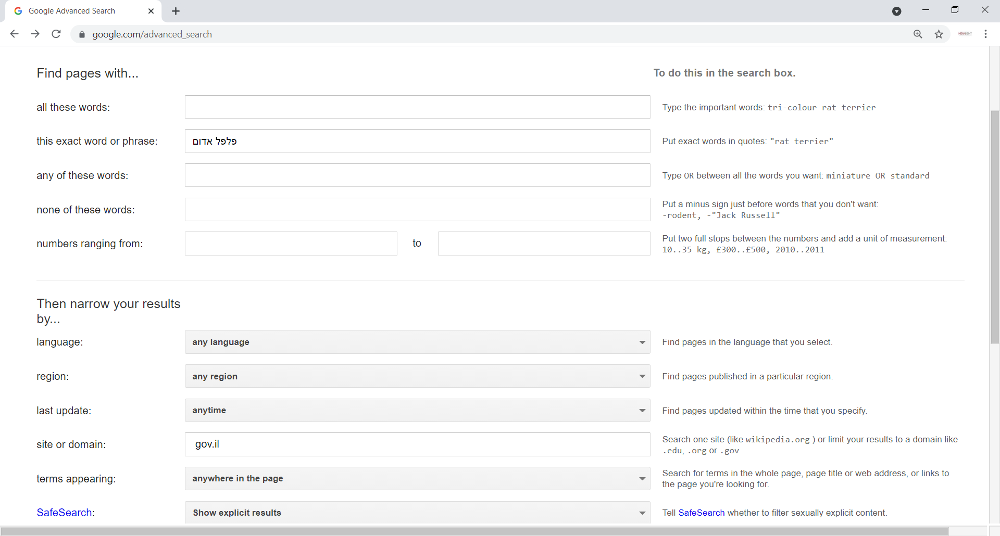 Google Advanced Search
google.com/advanced_search
Find pages with...
To do this in the search box.
all these words:
Type the important words: tri-colour rat terrier
this exact word or phrase:
פלפל אדום
Put exact words in quotes: "rat terrier"
any of these words:
Type OR between all the words you want: miniature OR standard
none of these words:
Put a minus sign just before words that you don't want:
-rodent, -"Jack Russell"
numbers ranging from:
to
Put two full stops between the numbers and add a unit of measurement:
10..35 kg, £300..£500, 2010..2011
Then narrow your results
by...
language:
any language
Find pages in the language that you select.
region:
any region
Find pages published in a particular region.
last update:
anytime
Find pages updated within the time that you specify.
site or domain:
gov.il
Search one site (like wikipedia.org ) or limit your results to a domain like
.edu, .org or .gov
terms appearing:
anywhere in the page
Search for terms in the whole page, page title or web address, or links to
the page you're looking for.
SafeSearch:
Show explicit results
Tell SafeSearch whether to filter sexually explicit content.